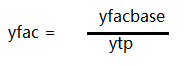 yfacbase
yfac =
ytp